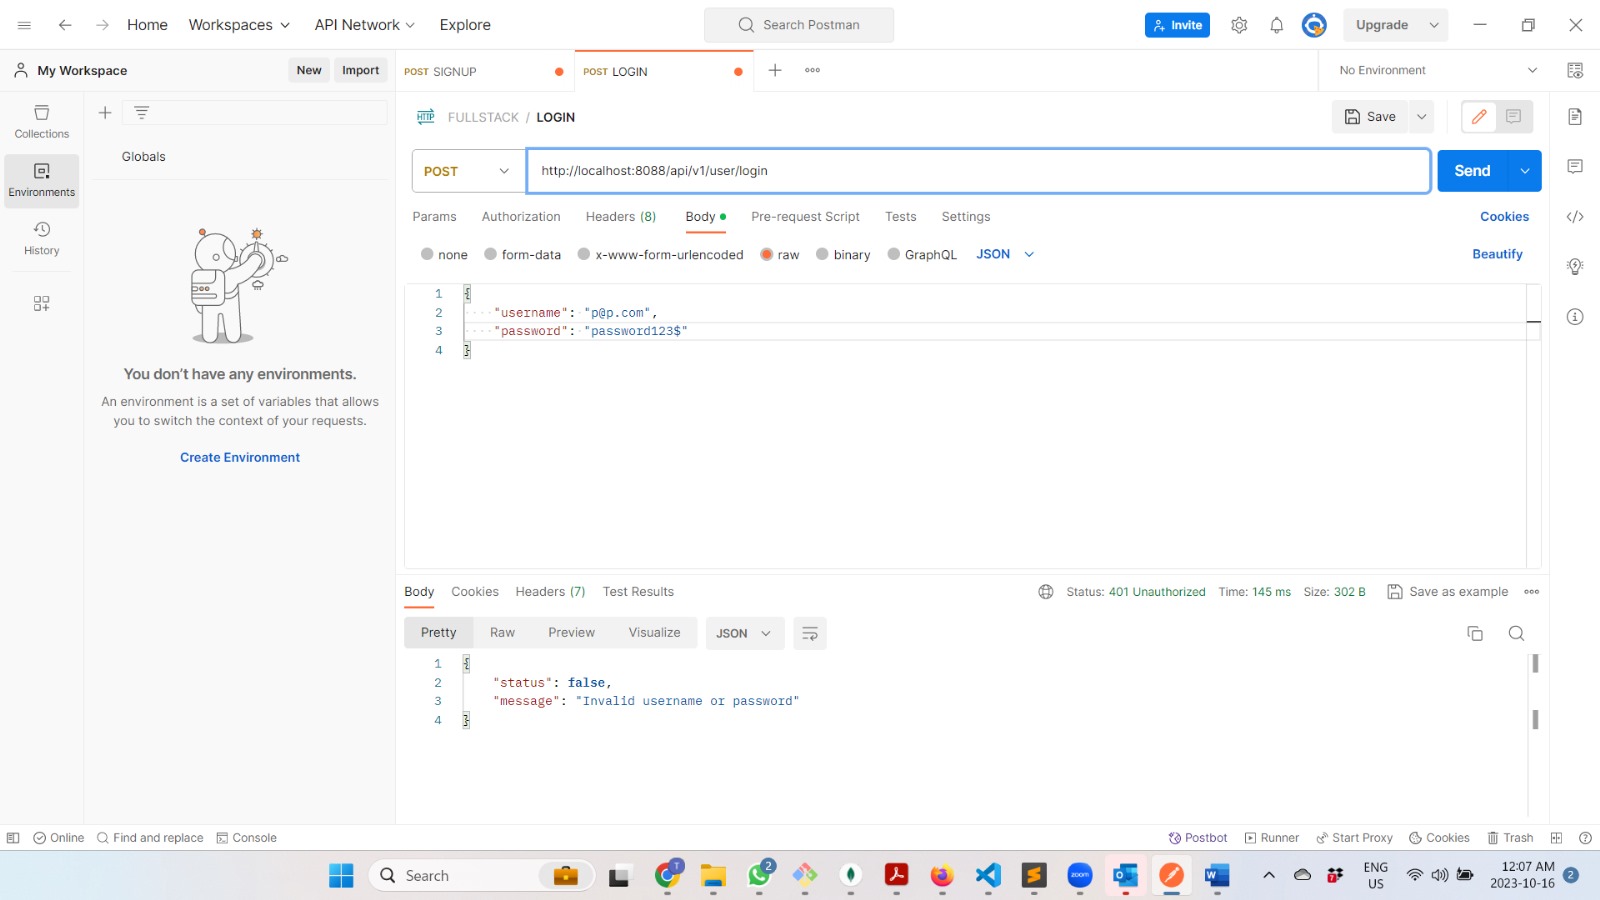 Home
Workspaces
API Network
Explore
Search Postman
Invite
Upgrade
My Workspace
New
Import
POST SIGNUP
POST LOGIN
No Environment
Collections
Environments
History
Globals
You don't have any environments.
An environment is a set of variables that allows
you to switch the context of your requests.
Create Environment
HTTP FULLSTACK / LOGIN
Save
POST
http://localhost:8088/api/v1/user/login
Send
Params
Authorization
Headers (8)
Body
Pre-request Script
Tests
Settings
Cookies
none
form-data
x-www-form-urlencoded
raw
binary
GraphQL
JSON
Beautify
1 {
2 "username": "p@p.com",
3 "password": "password123$"
4 }
Body
Cookies
Headers (7)
Test Results
Status: 401 Unauthorized
Time: 145 ms
Size: 302 B
Save as example
Pretty
Raw
Preview
Visualize
JSON
1 {
2 "status": false,
3 "message": "Invalid username or password"
4 }
Online
Find and replace
Console
Postbot
Runner
Start Proxy
Cookies
Trash
Search
T
2
zoom
ENG
US
12:07 AM
2023-10-16
2